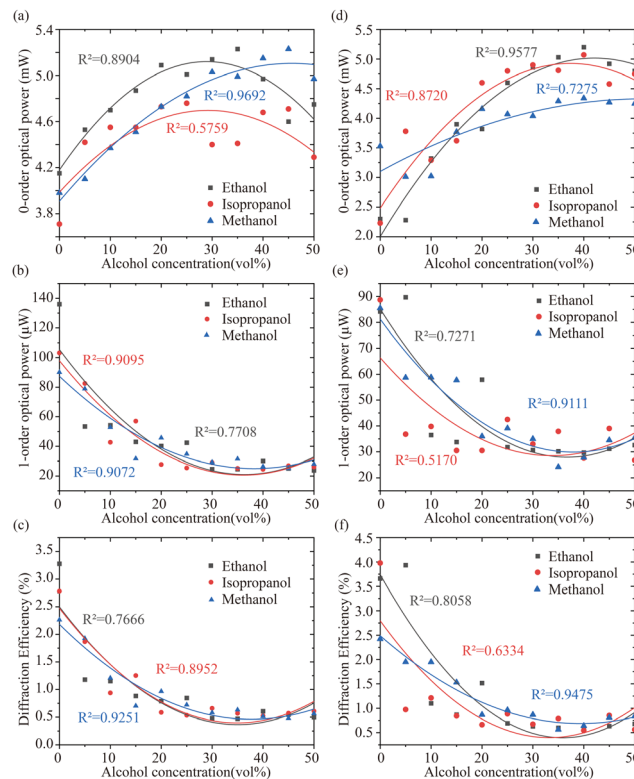 (a)
5.2
4.8
4.4
4.0
3.6
0-order optical power (mW)
R²=0.8904
R²=0.9692
R²=0.5759
Ethanol
Isopropanol
Methanol
0 10 20 30 40 50
Alcohol concentration(vol%)
(d)
5.5
5.0
4.5
4.0
3.5
3.0
2.5
2.0
0-order optical power (mW)
R²=0.9577
R²=0.8720
R²=0.7275
Ethanol
Isopropanol
Methanol
0 10 20 30 40 50
Alcohol concentration(vol%)
(b)
140
120
100
80
60
40
20
1-order optical power (μW)
Ethanol
Isopropanol
Methanol
R²=0.9095
R²=0.7708
R²=0.9072
0 10 20 30 40 50
Alcohol concentration(vol%)
(e)
90
80
70
60
50
40
30
20
1-order optical power (μW)
Ethanol
Isopropanol
Methanol
R²=0.7271
R²=0.9111
R²=0.5170
0 10 20 30 40 50
Alcohol concentration(vol%)
(c)
3.5
3.0
2.5
2.0
1.5
1.0
0.5
0.0
Diffraction Efficiency (%)
Ethanol
Isopropanol
Methanol
R²=0.7666
R²=0.8952
R²=0.9251
0 10 20 30 40 50
Alcohol concentration(vol%)
(f)
4.5
4.0
3.5
3.0
2.5
2.0
1.5
1.0
0.5
Diffraction Efficiency (%)
Ethanol
Isopropanol
Methanol
R²=0.8058
R²=0.6334
R²=0.9475
0 10 20 30 40 50
Alcohol concentration(vol%)